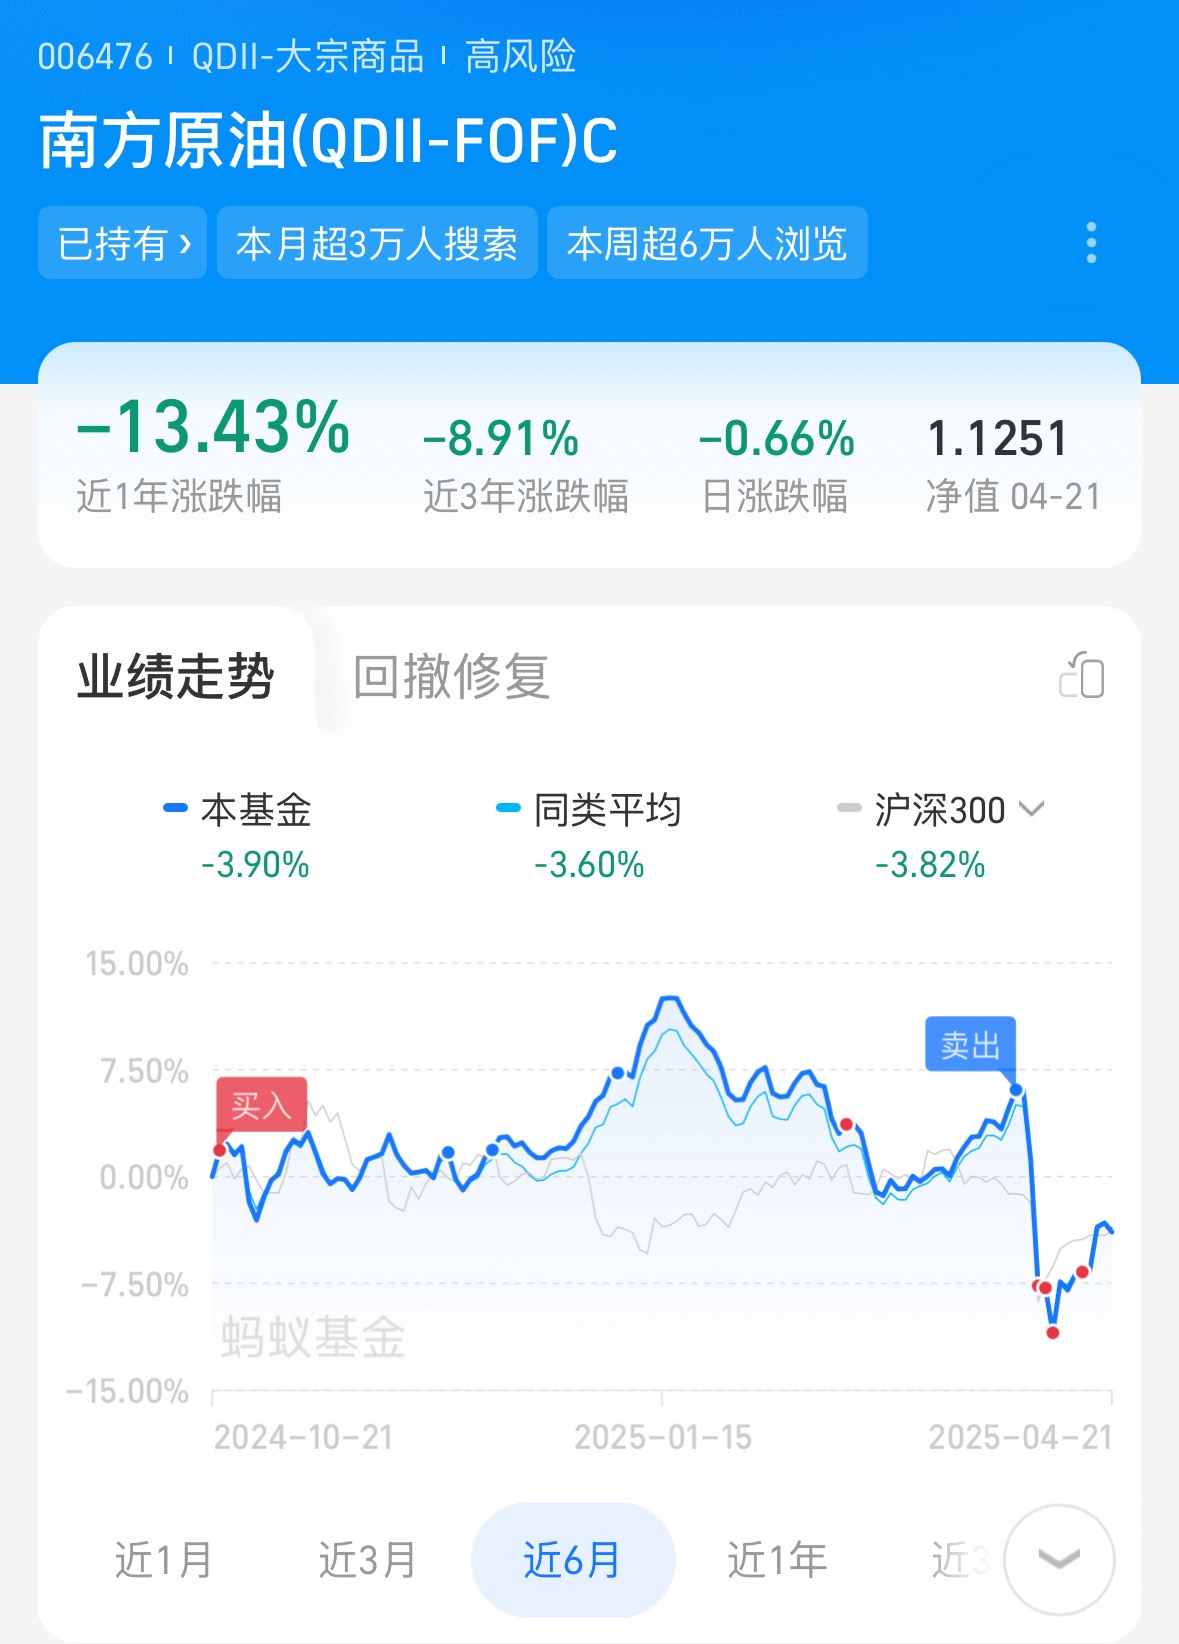 006476 | QDII-大宗商品 | 高风险
南方原油(QDII-FOF)C
已持有 › 本月超3万人搜索 本周超6万人浏览
-13.43% -8.91% -0.66% 1.1251
近1年涨跌幅 近3年涨跌幅 日涨跌幅 净值 04-21
业绩走势 回撤修复
本基金 同类平均 沪深300
-3.90% -3.60% -3.82%
15.00%
卖出
7.50%
买入
0.00%
-7.50%
蚂蚁基金
-15.00%
2024-10-21 2025-01-15 2025-04-21
近1月 近3月 近6月 近1年 近3